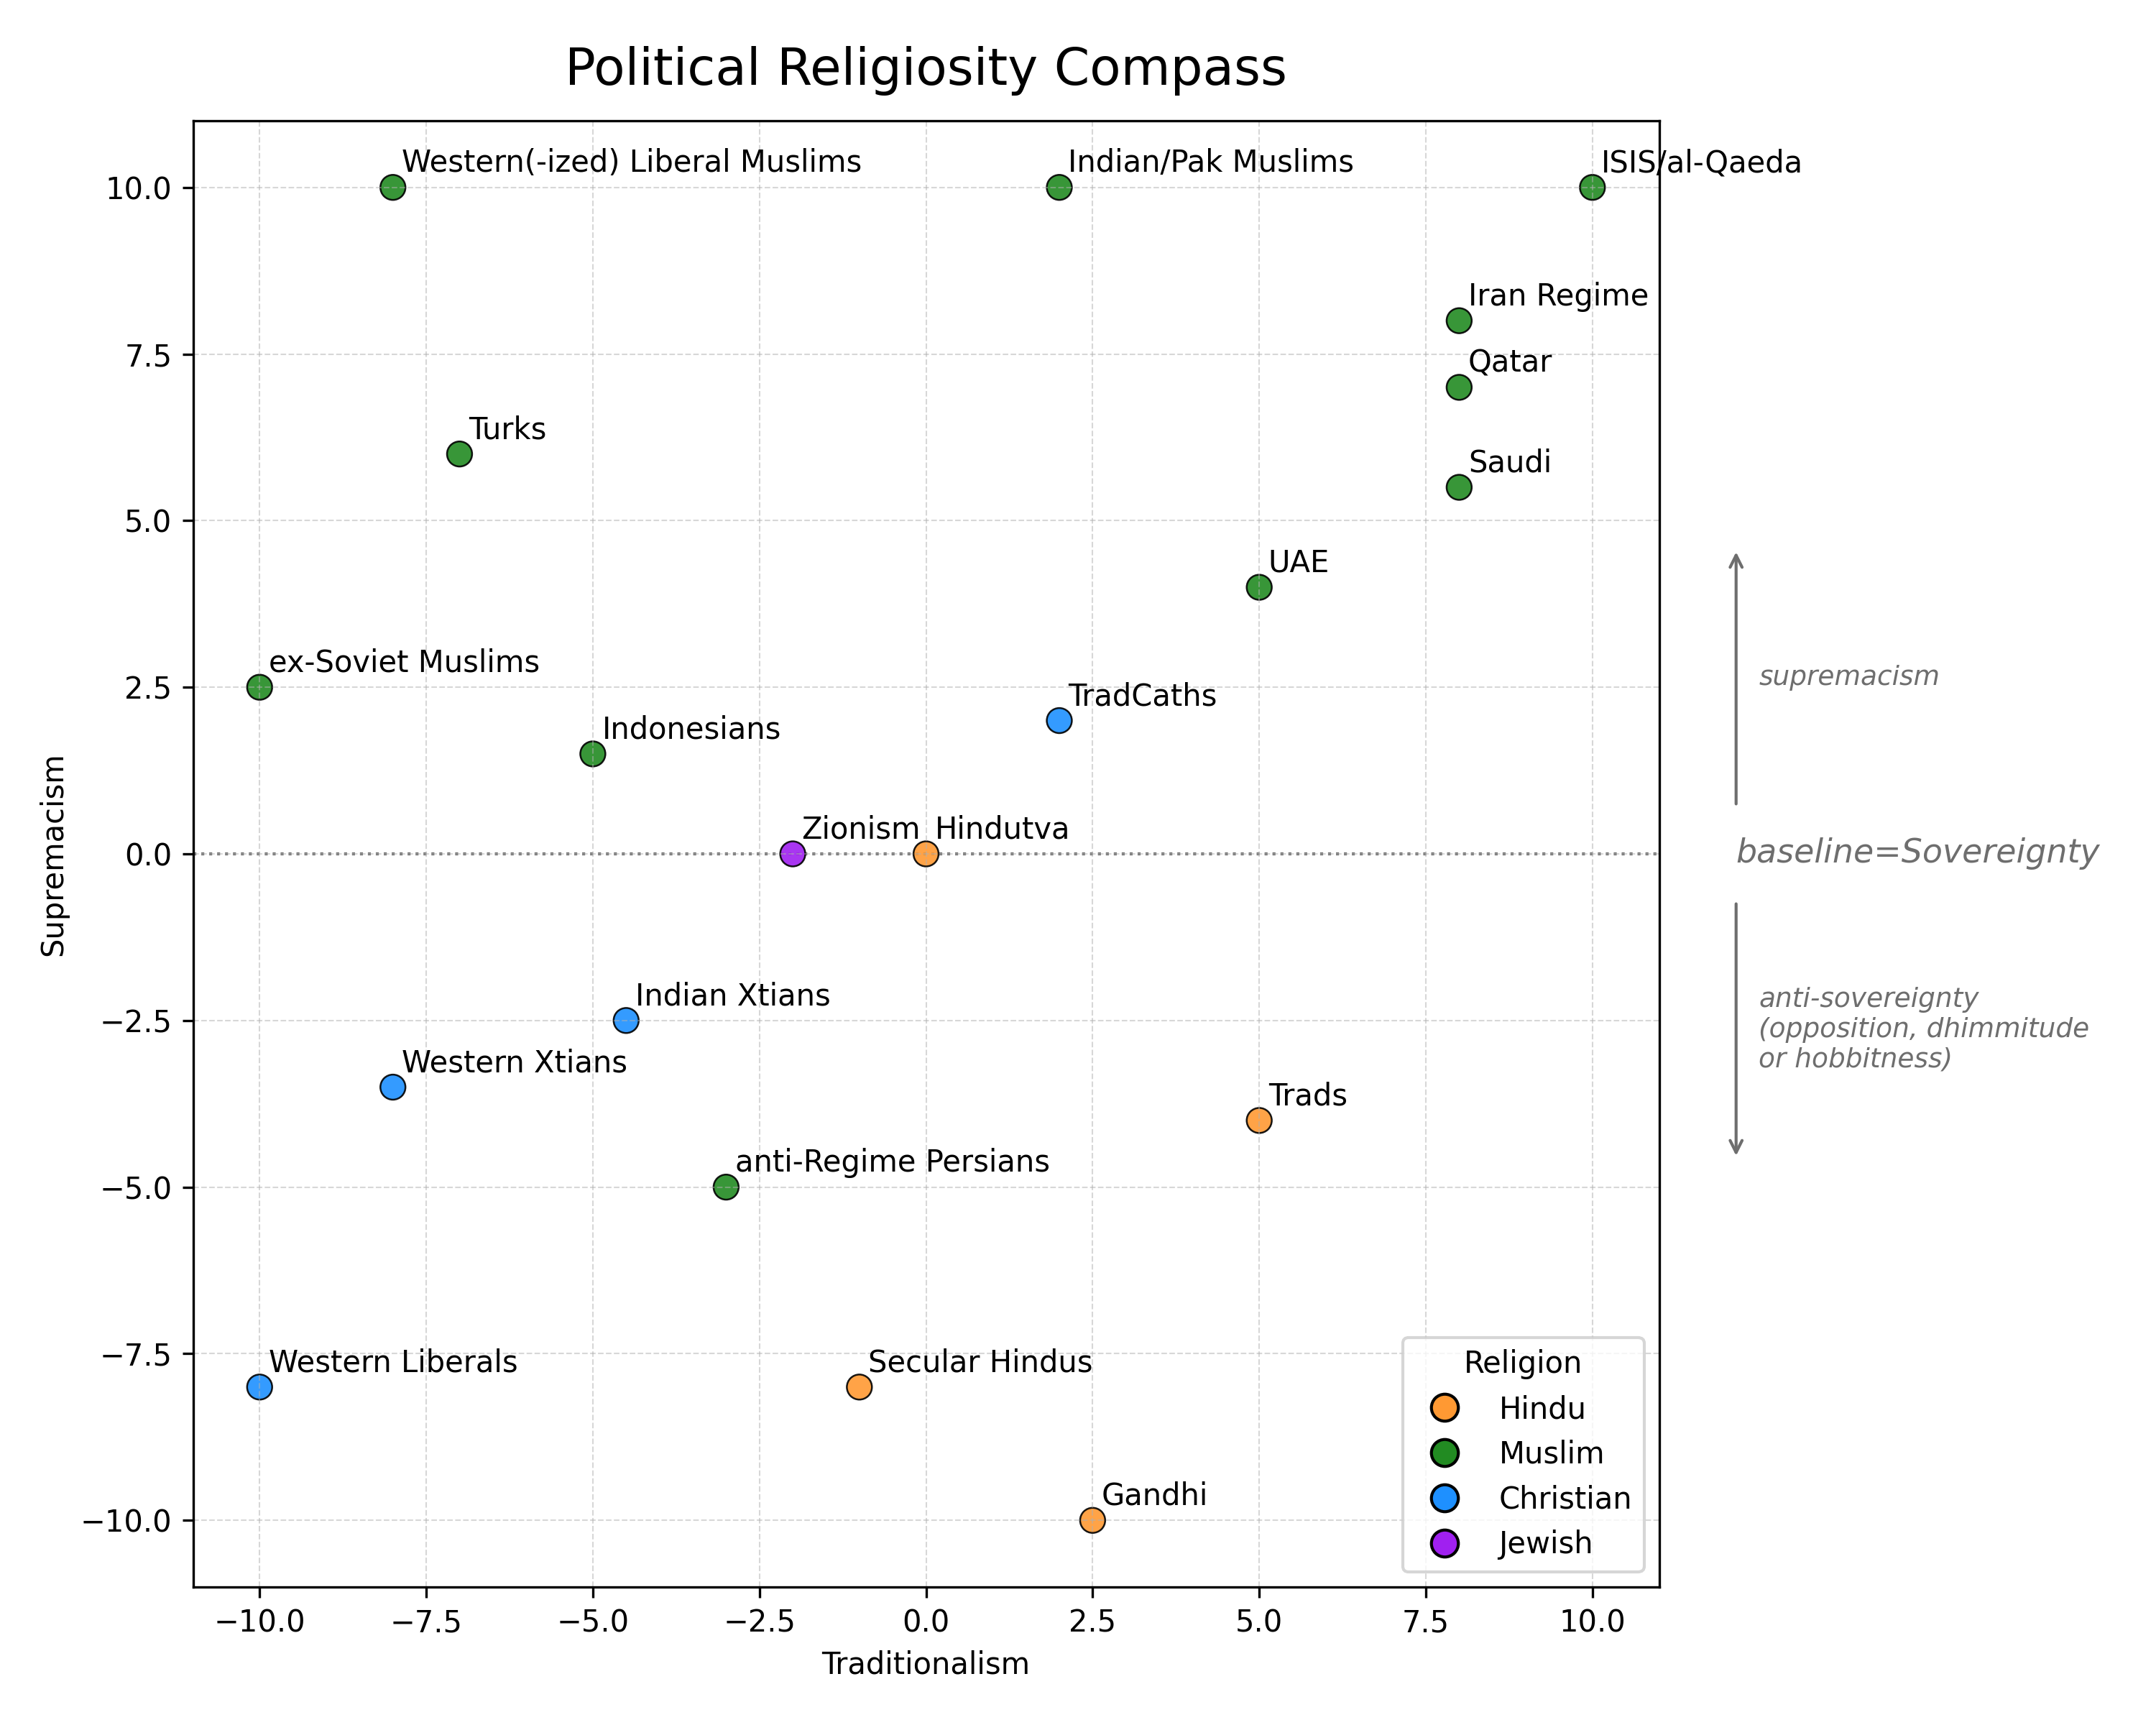 Political Religiosity Compass
Western(-ized) Liberal Muslims
Indian/Pak Muslims
ISIS/al-Qaeda
10.0
Iran Regime
7.5
Qatar
Turks
Saudi
5.0
UAE
supremacism
ex-Soviet Muslims
2.5
TradCaths
Indonesians
Zionism
Hindutva
0.0
baseline=Sovereignty
Supremacism
Indian Xtians
−2.5
anti-sovereignty
(opposition, dhimmitude
or hobbitness)
Western Xtians
Trads
anti-Regime Persians
−5.0
−7.5
Western Liberals
Secular Hindus
Gandhi
−10.0
Religion
Hindu
Muslim
Christian
Jewish
−10.0
−7.5
−5.0
−2.5
0.0
2.5
5.0
7.5
10.0
Traditionalism